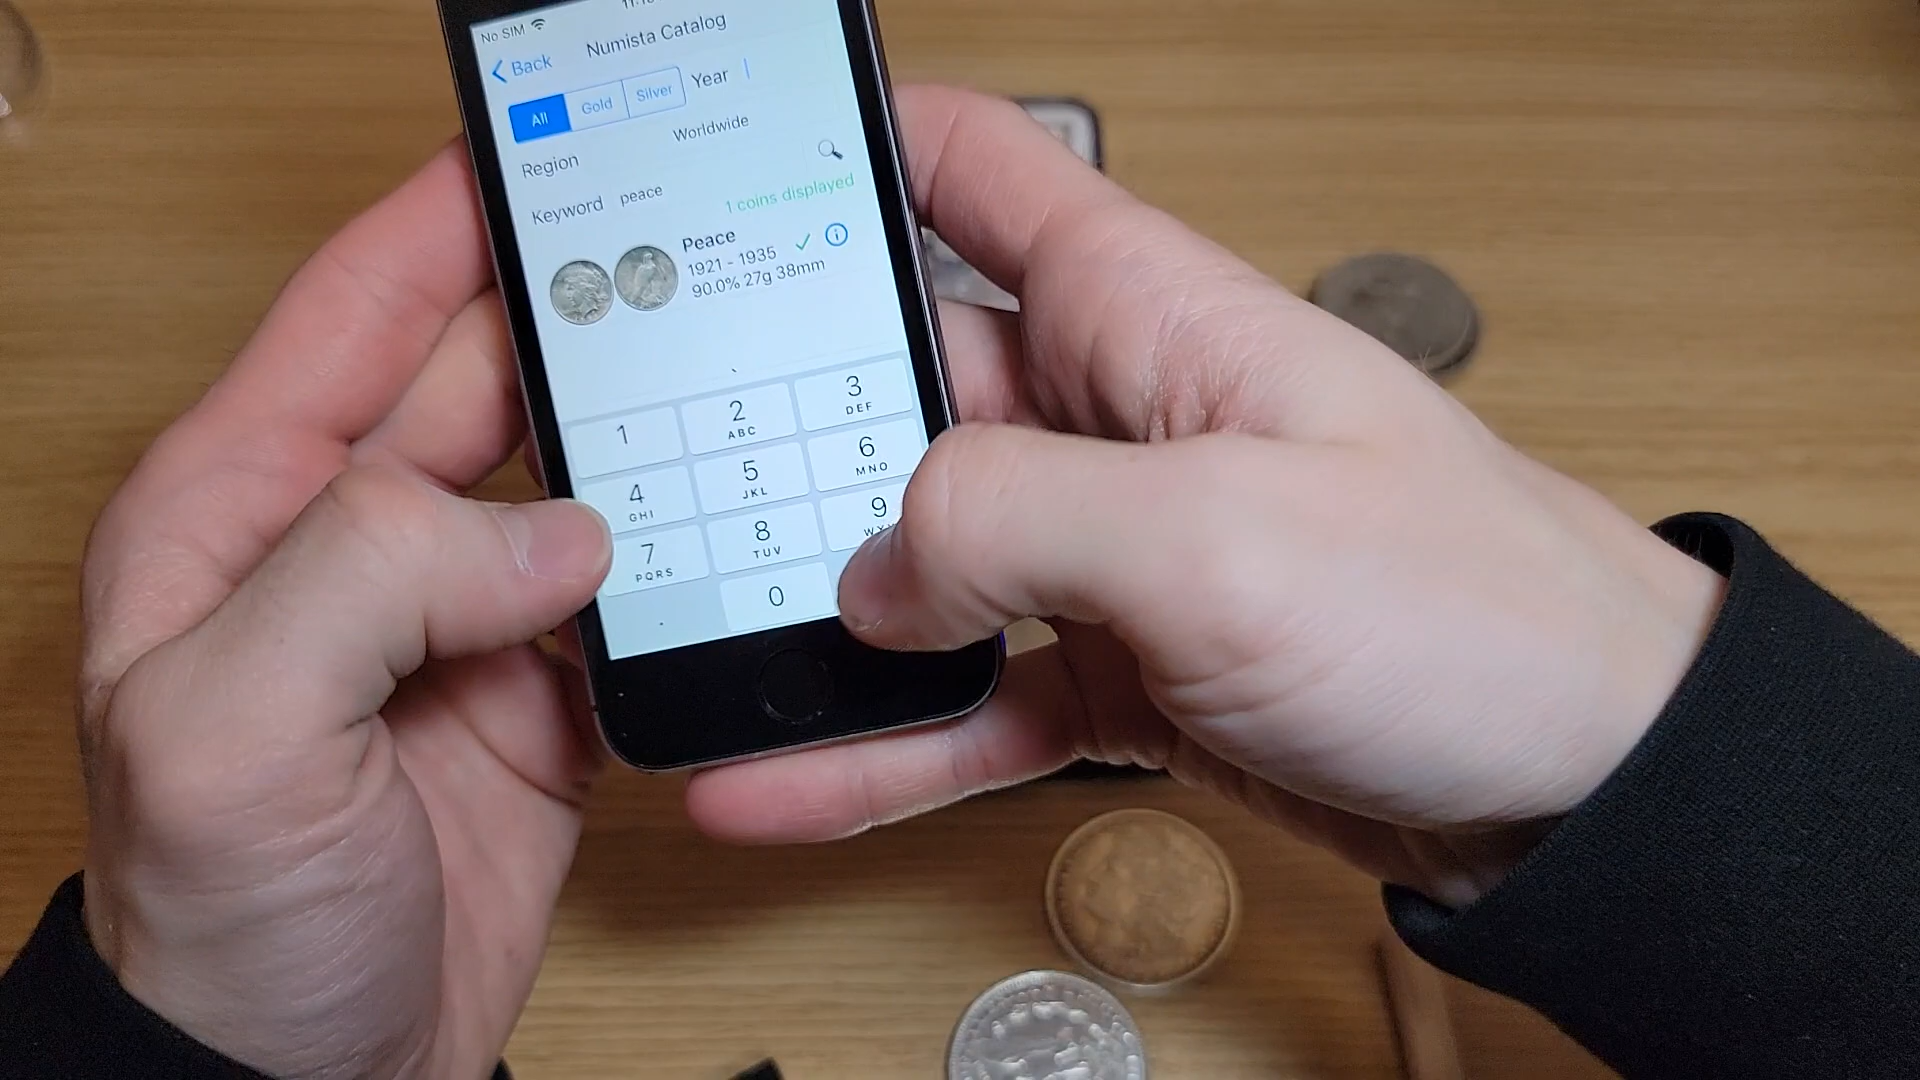 No SIM
Back
Numista Catalog
All
Gold
Silver
Year
Region
Worldwide
Keyword
peace
1 coins displayed
Peace
1921 - 1935
90.0% 27g 38mm
1
2
ABC
3
DEF
4
GHI
5
JKL
6
MNO
7
PQRS
8
TUV
9
0
.